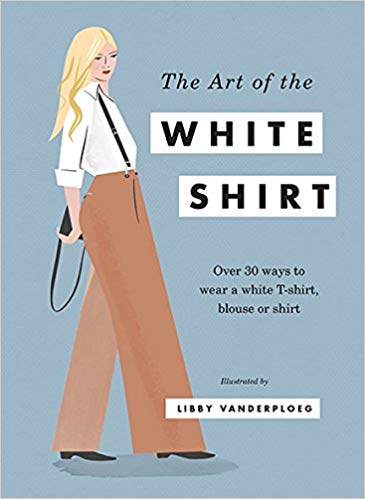 The Art of the
WHITE
SHIRT
Over 30 ways to
wear a white T-shirt,
blouse or shirt
Illustrated by
LIBBY VANDERPLOEG